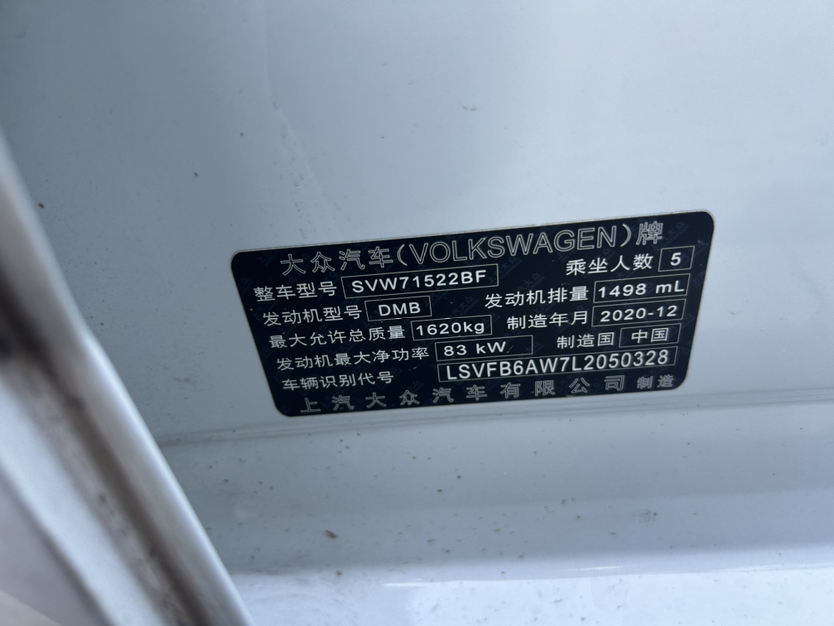 大众汽车(VOLKSWAGEN)牌
整车型号 SVW71522BF 乘坐人数 5
发动机型号 DMB 发动机排量 1498 mL
最大允许总质量 1620kg 制造年月 2020-12
发动机最大净功率 83 kW 制造国 中国
车辆识别代号 LSVFB6AW7L2050328
上汽大众汽车有限公司 制造